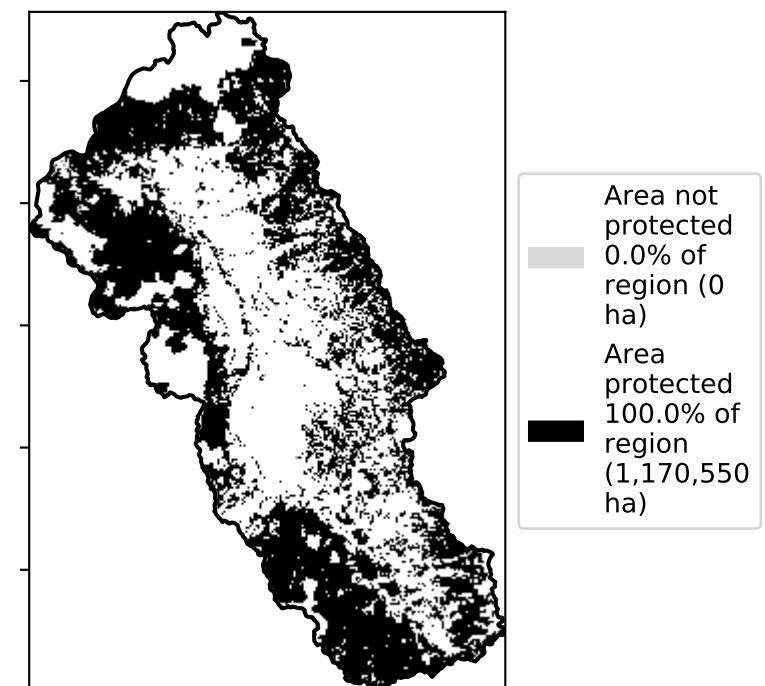 Area not
protected
0.0% of
region (0
ha)
Area
protected
100.0% of
region
(1,170,550
ha)